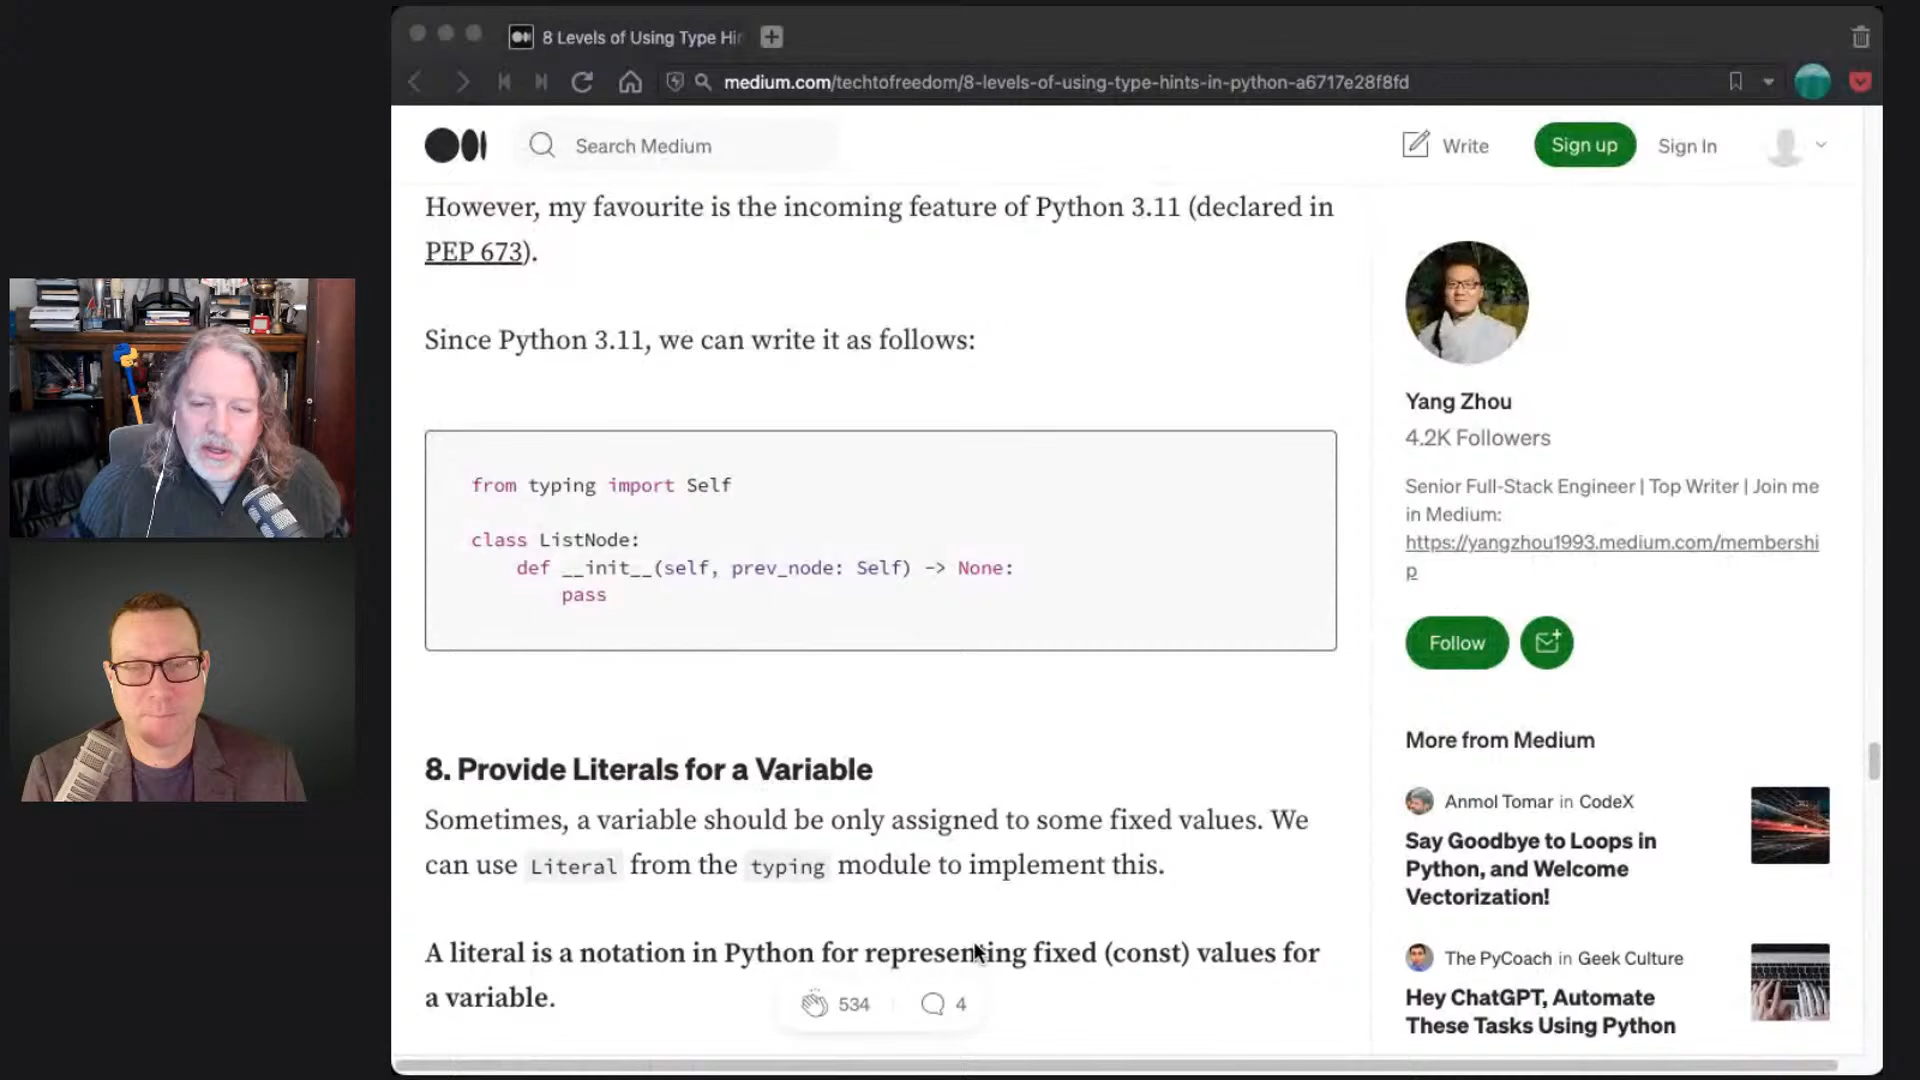 8 Levels of Using Type Hi
medium.com/techtofreedom/8-levels-of-using-type-hints-in-python-a6717e28f8fd
Search Medium
Write
Sign up
Sign In
However, my favourite is the incoming feature of Python 3.11 (declared in
PEP 673).
Since Python 3.11, we can write it as follows:
from typing import Self
class ListNode:
    def __init__(self, prev_node: Self) -> None:
        pass
8. Provide Literals for a Variable
Sometimes, a variable should be only assigned to some fixed values. We
can use Literal from the typing module to implement this.
A literal is a notation in Python for representing fixed (const) values for
a variable.
534
4
Yang Zhou
4.2K Followers
Senior Full-Stack Engineer | Top Writer | Join me
in Medium:
https://yangzhou1993.medium.com/membershi
p
Follow
More from Medium
Anmol Tomar in CodeX
Say Goodbye to Loops in
Python, and Welcome
Vectorization!
The PyCoach in Geek Culture
Hey ChatGPT, Automate
These Tasks Using Python